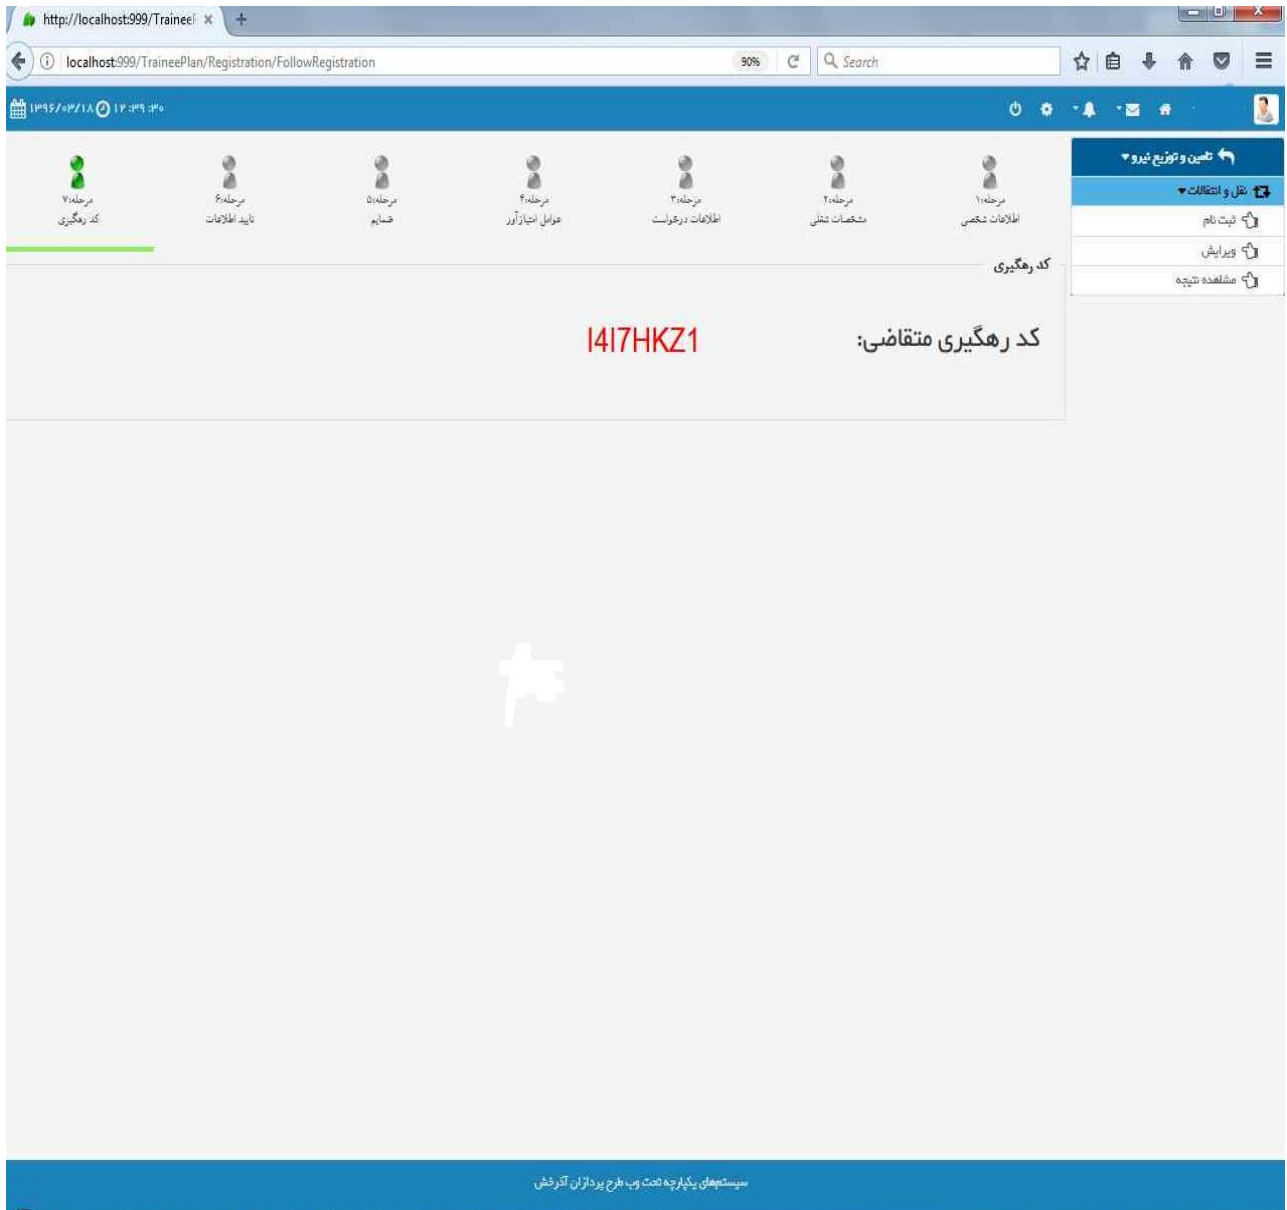 http://localhost:999/TraineeP
localhost:999/TraineePlan/Registration/FollowRegistration
90%
Search
۱۳۹۶/۰۳/۱۸ ۱۲:۳۹:۳۰
تامین و توزیع نیرو
نقل و انتقالات
ثبت نام
ویرایش
مشاهده نتیجه
مرحله:۱
اطلاعات شخصی
مرحله:۲
مشخصات شغلی
مرحله:۳
اطلاعات درخواست
مرحله:۴
عوامل امتیازآور
مرحله:۵
ضمایم
مرحله:۶
تایید اطلاعات
مرحله:۷
کد رهگیری
کد رهگیری
کد رهگیری متقاضی: I4I7HKZ1
سیستمهای یکپارچه تحت وب طرح پردازان آذرخش